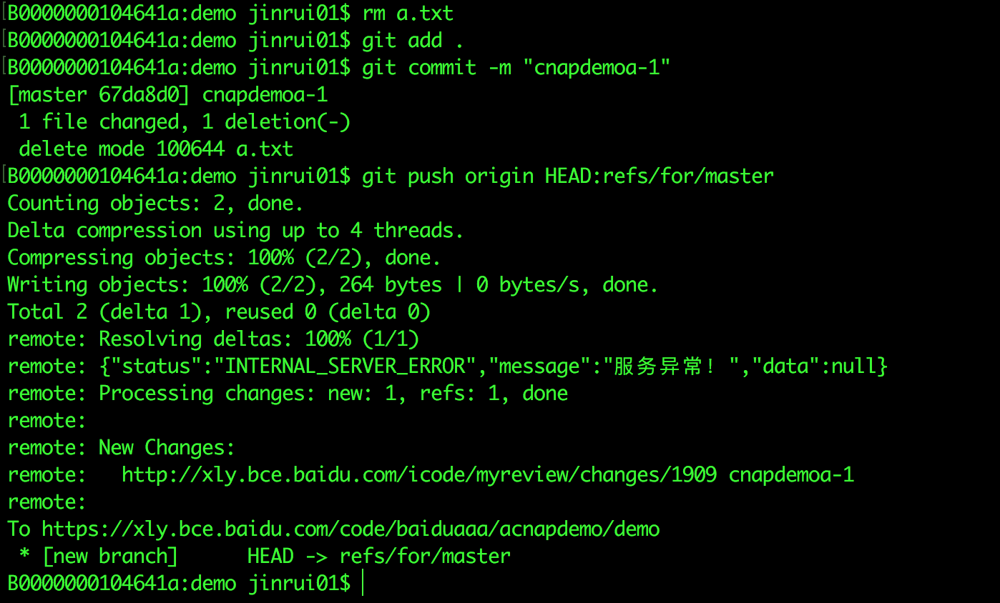 [B0000000104641a:demo jinrui01$ rm a.txt
[B0000000104641a:demo jinrui01$ git add .
[B0000000104641a:demo jinrui01$ git commit -m "cnapdemoa-1"
[master 67da8d0] cnapdemoa-1
 1 file changed, 1 deletion(-)
 delete mode 100644 a.txt
[B0000000104641a:demo jinrui01$ git push origin HEAD:refs/for/master
Counting objects: 2, done.
Delta compression using up to 4 threads.
Compressing objects: 100% (2/2), done.
Writing objects: 100% (2/2), 264 bytes | 0 bytes/s, done.
Total 2 (delta 1), reused 0 (delta 0)
remote: Resolving deltas: 100% (1/1)
remote: {"status":"INTERNAL_SERVER_ERROR","message":"服务异常！","data":null}
remote: Processing changes: new: 1, refs: 1, done
remote:
remote: New Changes:
remote:   http://xly.bce.baidu.com/icode/myreview/changes/1909 cnapdemoa-1
remote:
To https://xly.bce.baidu.com/code/baiduaaa/acnapdemo/demo
 * [new branch]      HEAD -> refs/for/master
B0000000104641a:demo jinrui01$